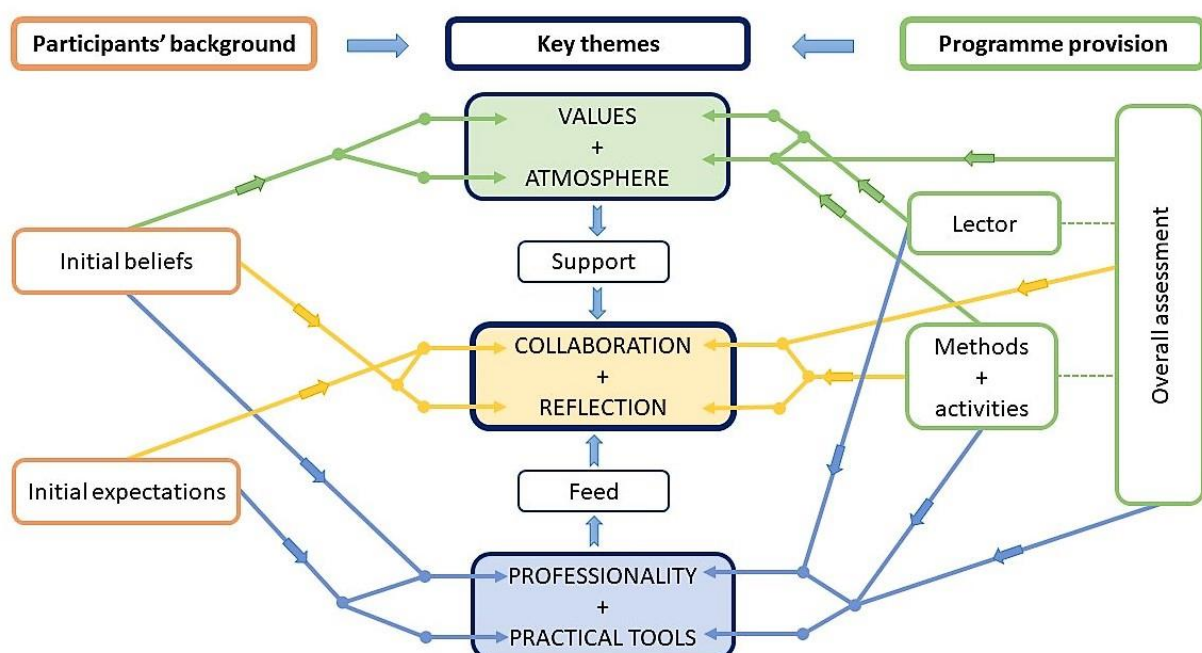 Participants' background
Key themes
Programme provision
VALUES
+
ATMOSPHERE
Lector
Initial beliefs
Support
Overall assessment
COLLABORATION
+
REFLECTION
Methods
+
activities
Initial expectations
Feed
PROFESSIONALITY
+
PRACTICAL TOOLS